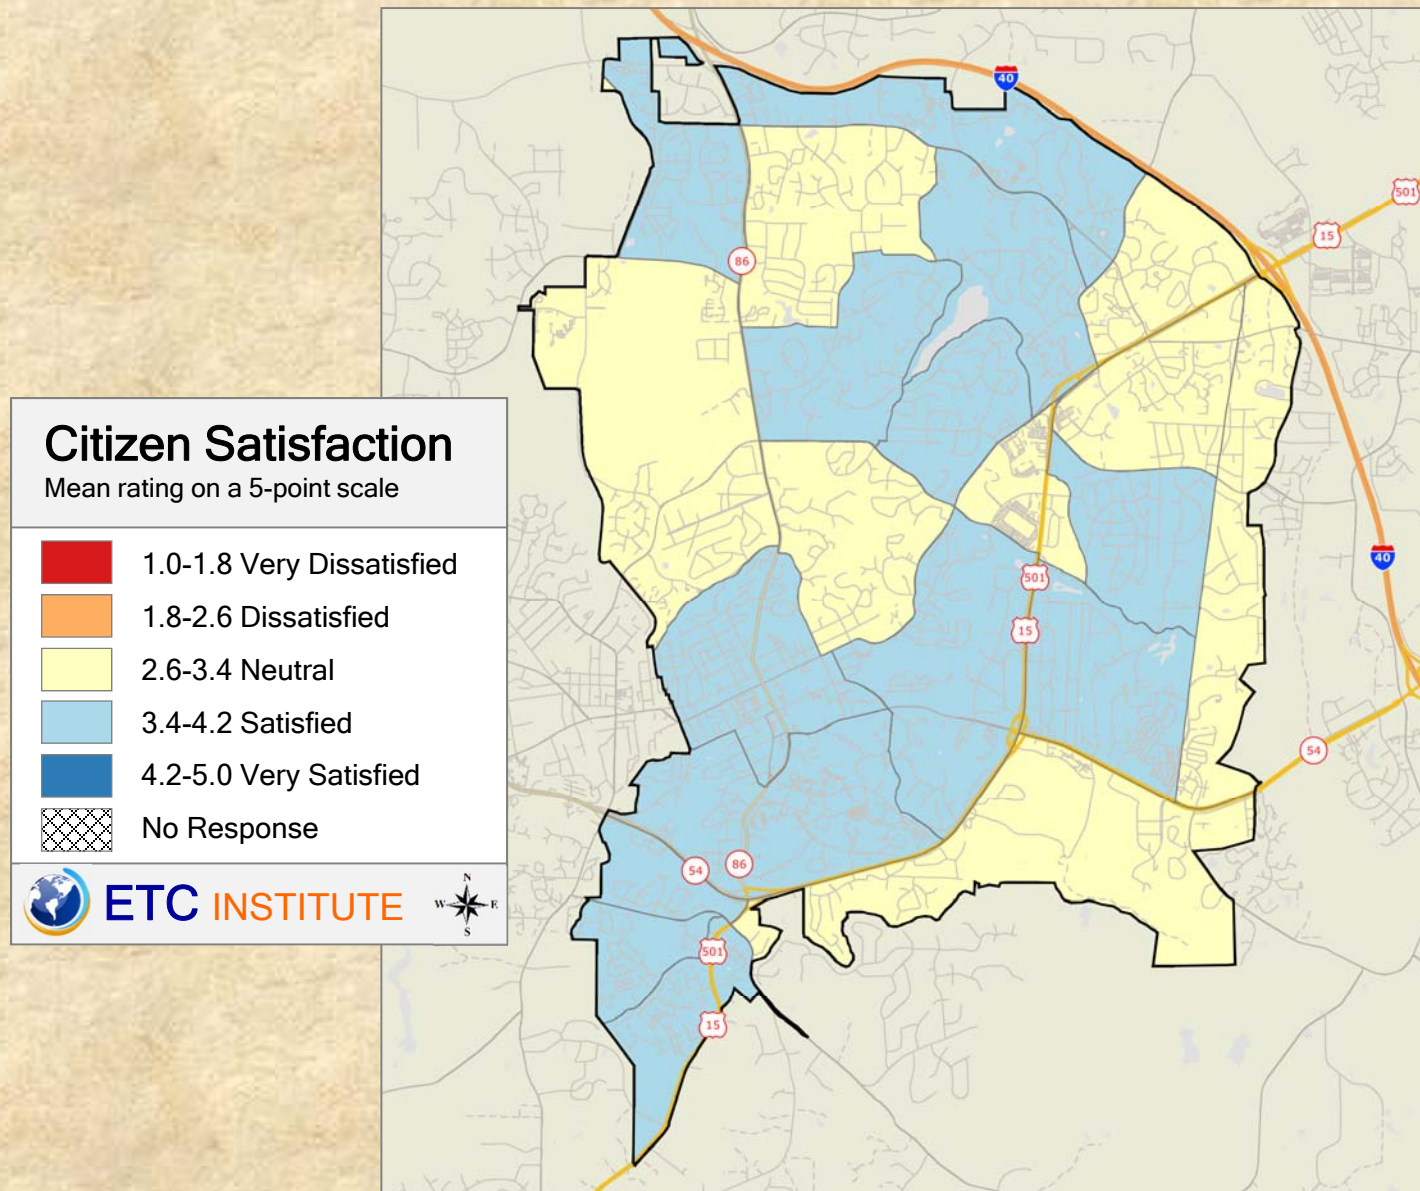 40
501
15
86
Citizen Satisfaction
Mean rating on a 5-point scale
1.0-1.8 Very Dissatisfied
1.8-2.6 Dissatisfied
2.6-3.4 Neutral
3.4-4.2 Satisfied
4.2-5.0 Very Satisfied
No Response
ETC INSTITUTE
N
W E
S
40
501
15
54
54
86
501
15